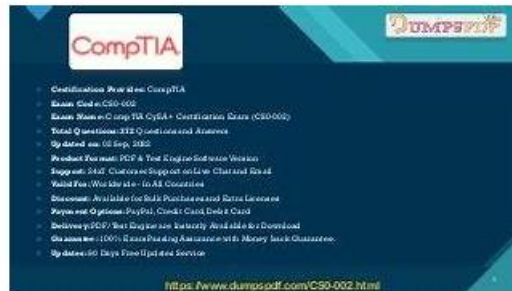 CompTIA.
DUMPSPDF
Certification Provider: CompTIA
Exam Code: CS0-002
Exam Name: CompTIA CySA+ Certification Exam (CS0-002)
Total Questions: 372 Questions and Answers
Updated on: 02 Sep, 2022
Product Format: PDF & Test Engine Software Version
Support: 24x7 Customer Support on Live Chat and Email
Valid For: Worldwide - In All Countries
Discount: Available for Bulk Purchases and Extra Licenses
Payment Options: PayPal, Credit Card, Debit Card
Delivery: PDF/Test Engine are Instantly Available for Download
Guarantee: 100% Exam Passing Assurance with Money back Guarantee.
Updates: 90 Days Free Updates Service
https://www.dumpspdf.com/CS0-002.html